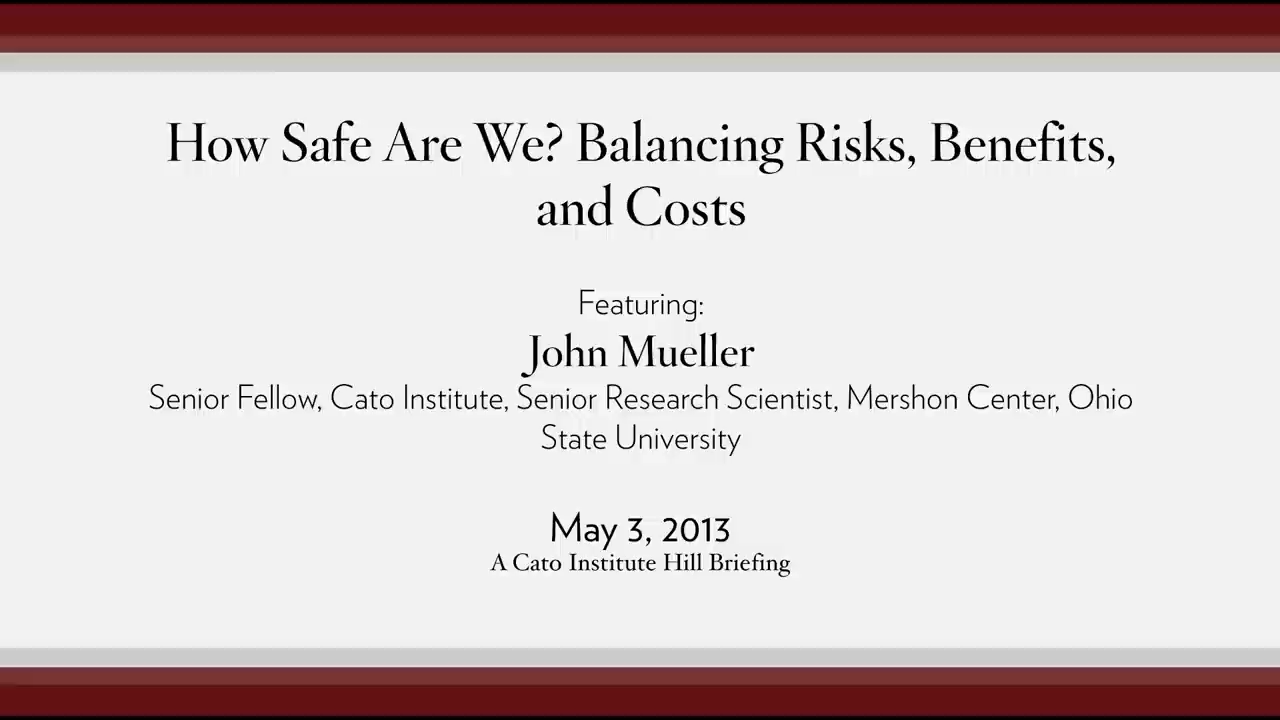 How Safe Are We? Balancing Risks, Benefits,
and Costs
Featuring:
John Mueller
Senior Fellow, Cato Institute, Senior Research Scientist, Mershon Center, Ohio
State University
May 3, 2013
A Cato Institute Hill Briefing